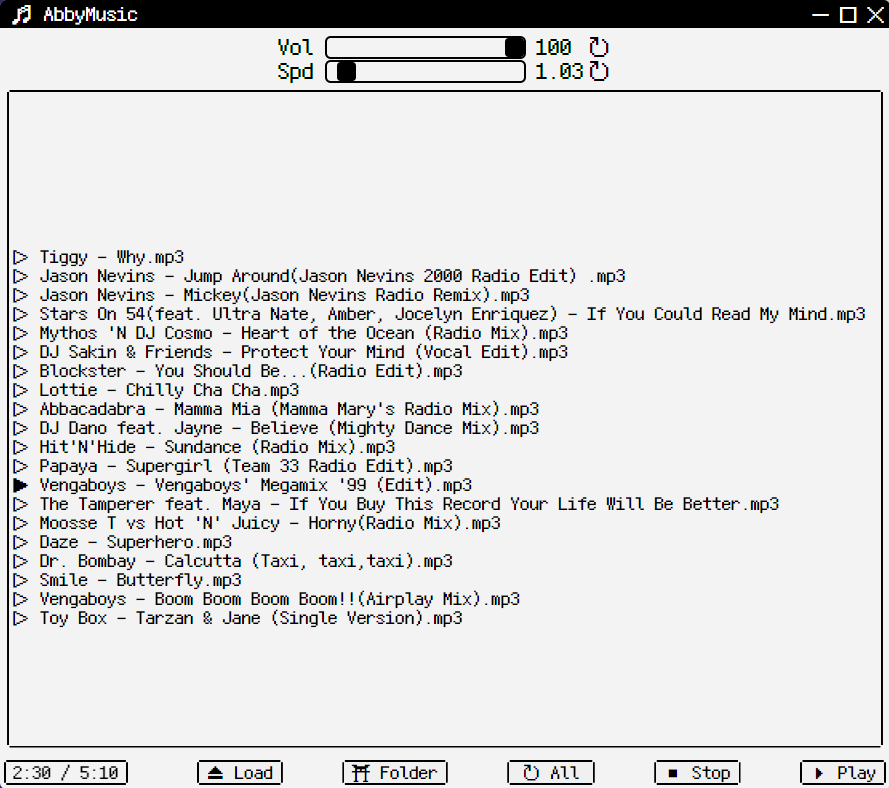 AbbyMusic
Vol 100
Spd 1.03
Tiggy - Why.mp3
Jason Nevins - Jump Around(Jason Nevins 2000 Radio Edit) .mp3
Jason Nevins - Mickey(Jason Nevins Radio Remix).mp3
Stars On 54(feat. Ultra Nate, Amber, Jocelyn Enriquez) - If You Could Read My Mind.mp3
Mythos 'N DJ Cosmo - Heart of the Ocean (Radio Mix).mp3
DJ Sakin & Friends - Protect Your Mind (Vocal Edit).mp3
Blockster - You Should Be...(Radio Edit).mp3
Lottie - Chilly Cha Cha.mp3
Abbacadabra - Mamma Mia (Mamma Mary's Radio Mix).mp3
DJ Dano feat. Jayne - Believe (Mighty Dance Mix).mp3
Hit'N'Hide - Sundance (Radio Mix).mp3
Papaya - Supergirl (Team 33 Radio Edit).mp3
Vengaboys - Vengaboys' Megamix '99 (Edit).mp3
The Tamperer feat. Maya - If You Buy This Record Your Life Will Be Better.mp3
Moosse T vs Hot 'N' Juicy - Horny(Radio Mix).mp3
Daze - Superhero.mp3
Dr. Bombay - Calcutta (Taxi, taxi,taxi).mp3
Smile - Butterfly.mp3
Vengaboys - Boom Boom Boom Boom!!(Airplay Mix).mp3
Toy Box - Tarzan & Jane (Single Version).mp3
2:30 / 5:10 Load Folder All Stop Play